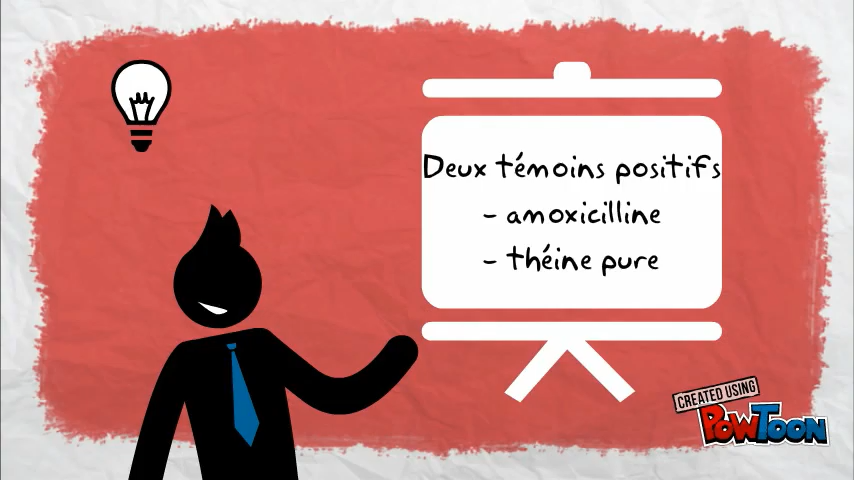 Deux témoins positifs
- amoxicilline
- théine pure
CREATED USING
POWTOON